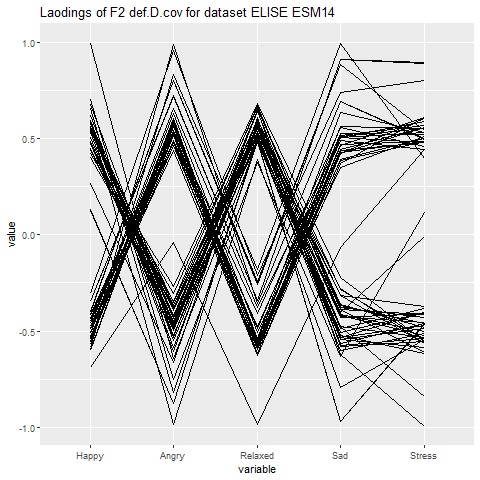 Laodings of F2 def.D.cov for dataset ELISE ESM14
1.0
0.5
0.0
-0.5
-1.0
value
Happy Angry Relaxed Sad Stress
variable